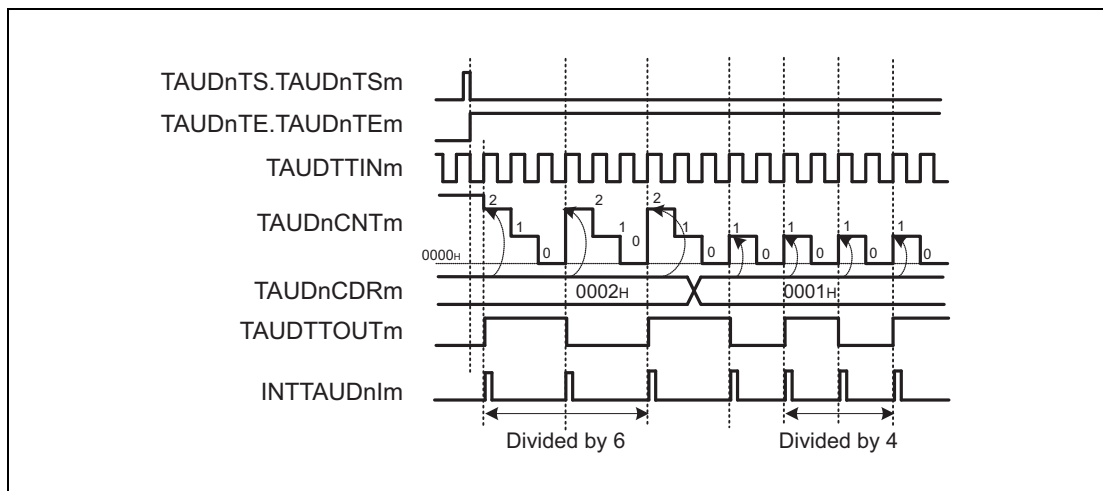 TAUDnTS.TAUDnTSm
TAUDnTE.TAUDnTEm
TAUDTTINm
TAUDnCNTm
0000H
2
1
0
2
1
0
2
1
0
1
0
1
0
1
0
1
0
TAUDnCDRm
0002H
0001H
TAUDTTOUTm
INTTAUDnIm
Divided by 6
Divided by 4